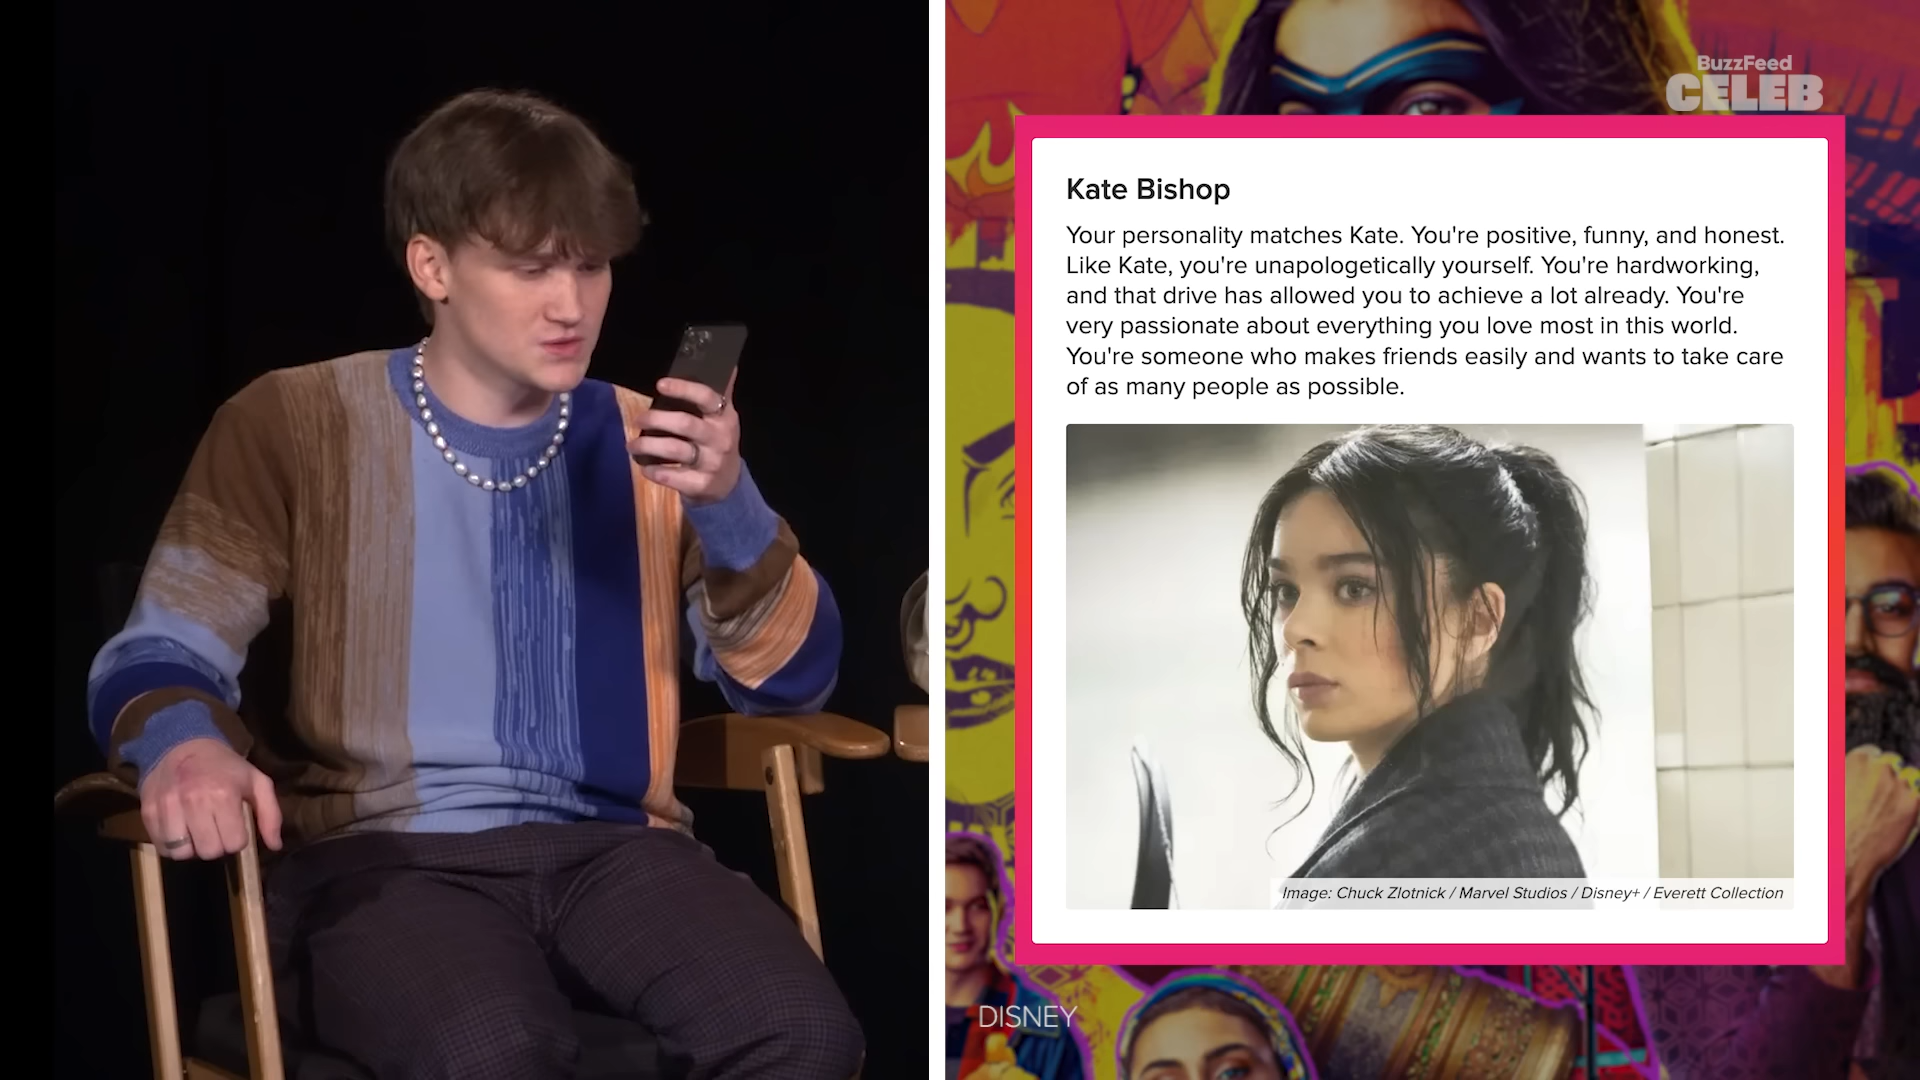 BuzzFeed
CELEB
Kate Bishop
Your personality matches Kate. You're positive, funny, and honest.
Like Kate, you're unapologetically yourself. You're hardworking,
and that drive has allowed you to achieve a lot already. You're
very passionate about everything you love most in this world.
You're someone who makes friends easily and wants to take care
of as many people as possible.
Image: Chuck Zlotnick / Marvel Studios / Disney+ / Everett Collection
DISNEY